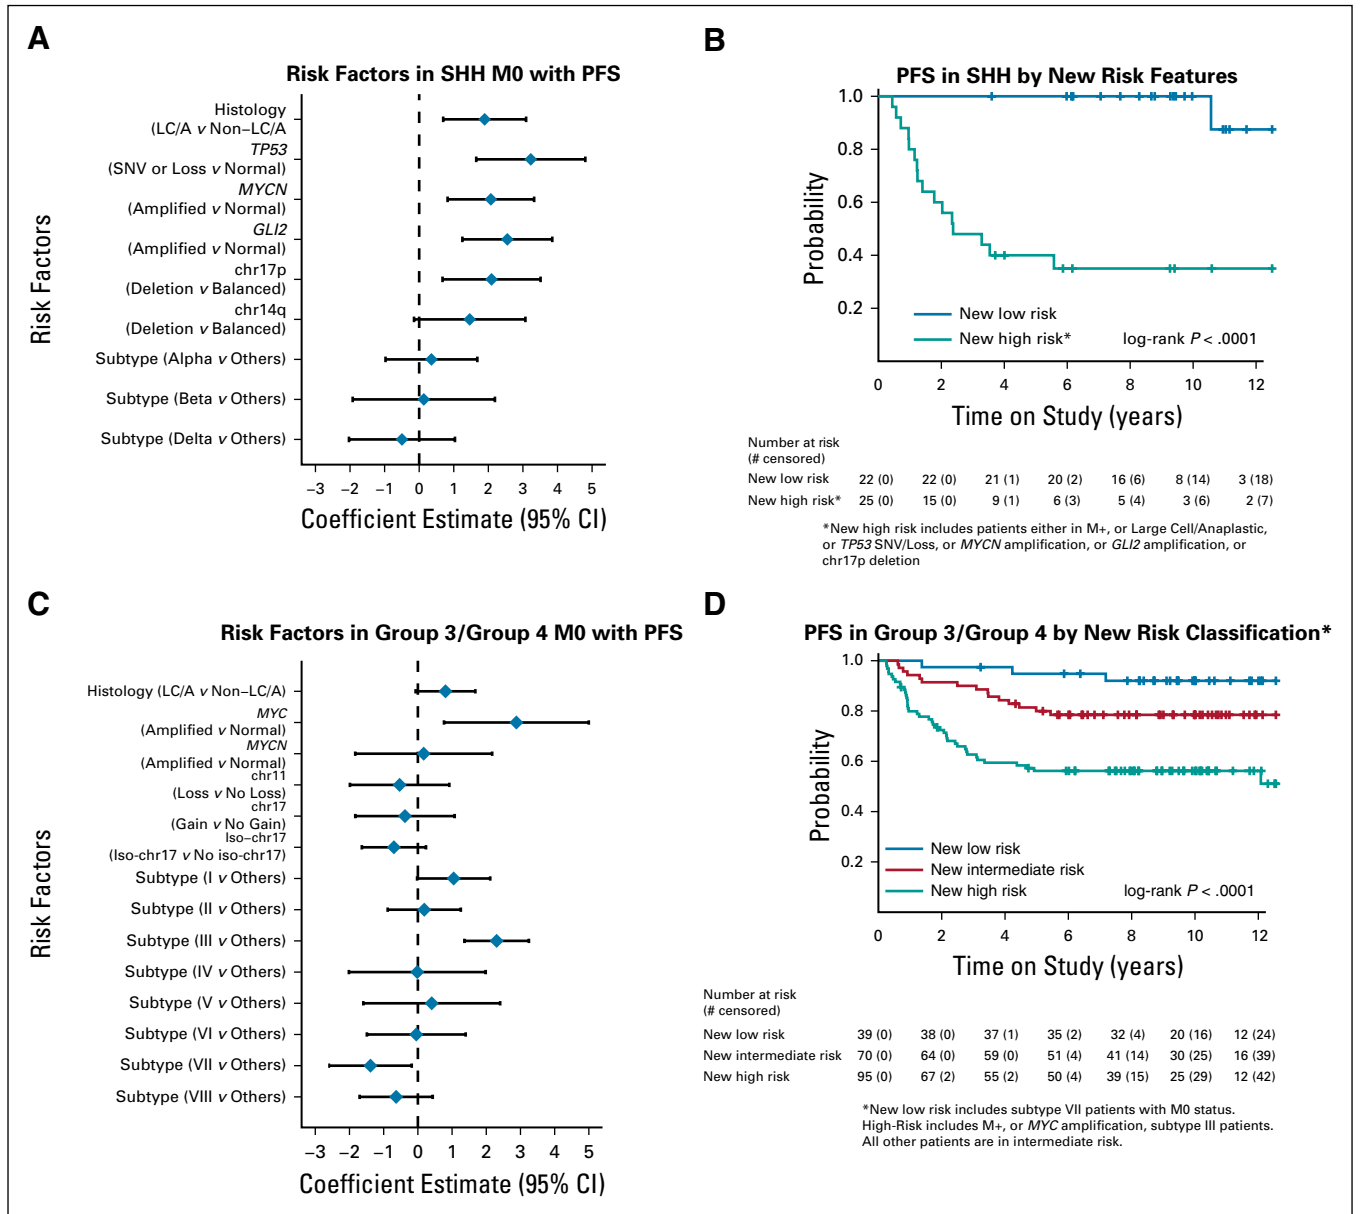 A
Risk Factors in SHH M0 with PFS
Risk Factors
Histology
(LC/A v Non–LC/A
TP53
(SNV or Loss v Normal)
MYCN
(Amplified v Normal)
GLI2
(Amplified v Normal)
chr17p
(Deletion v Balanced)
chr14q
(Deletion v Balanced)
Subtype (Alpha v Others)
Subtype (Beta v Others)
Subtype (Delta v Others)
−3 −2 −1 0 1 2 3 4 5
Coefficient Estimate (95% CI)
B
PFS in SHH by New Risk Features
Probability
1.0
0.8
0.6
0.4
0.2
New low risk
New high risk* log-rank P < .0001
0 2 4 6 8 10 12
Time on Study (years)
Number at risk
(# censored)
New low risk 22 (0) 22 (0) 21 (1) 20 (2) 16 (6) 8 (14) 3 (18)
New high risk* 25 (0) 15 (0) 9 (1) 6 (3) 5 (4) 3 (6) 2 (7)
*New high risk includes patients either in M+, or Large Cell/Anaplastic,
or TP53 SNV/Loss, or MYCN amplification, or GLI2 amplification, or
chr17p deletion
C
Risk Factors in Group 3/Group 4 M0 with PFS
Risk Factors
Histology (LC/A v Non–LC/A)
MYC
(Amplified v Normal)
MYCN
(Amplified v Normal)
chr11
(Loss v No Loss)
chr17
(Gain v No Gain)
Iso–chr17
(Iso-chr17 v No iso-chr17)
Subtype (I v Others)
Subtype (II v Others)
Subtype (III v Others)
Subtype (IV v Others)
Subtype (V v Others)
Subtype (VI v Others)
Subtype (VII v Others)
Subtype (VIII v Others)
−3 −2 −1 0 1 2 3 4 5
Coefficient Estimate (95% CI)
D
PFS in Group 3/Group 4 by New Risk Classification*
Probability
1.0
0.8
0.6
0.4
0.2
New low risk
New intermediate risk
New high risk log-rank P < .0001
0 2 4 6 8 10 12
Time on Study (years)
Number at risk
(# censored)
New low risk 39 (0) 38 (0) 37 (1) 35 (2) 32 (4) 20 (16) 12 (24)
New intermediate risk 70 (0) 64 (0) 59 (0) 51 (4) 41 (14) 30 (25) 16 (39)
New high risk 95 (0) 67 (2) 55 (2) 50 (4) 39 (15) 25 (29) 12 (42)
*New low risk includes subtype VII patients with M0 status.
High-Risk includes M+, or MYC amplification, subtype III patients.
All other patients are in intermediate risk.